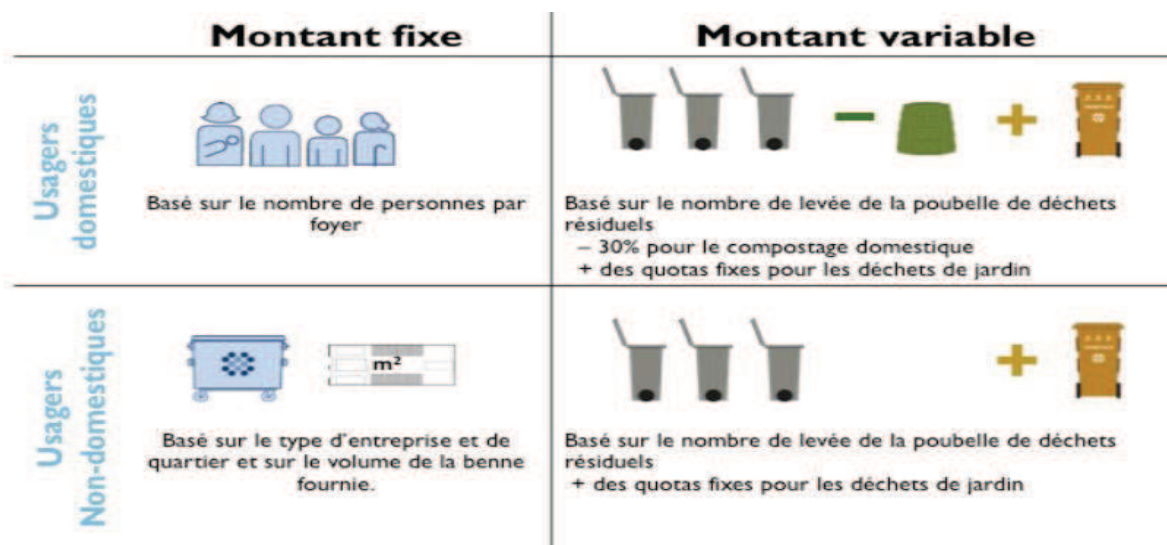 Montant fixe
Montant variable
Usagers
domestiques
Basé sur le nombre de personnes par
foyer
Basé sur le nombre de levée de la poubelle de déchets
résiduels
– 30% pour le compostage domestique
+ des quotas fixes pour les déchets de jardin
Usagers
Non-domestiques
m²
Basé sur le type d'entreprise et de
quartier et sur le volume de la benne
fournie.
Basé sur le nombre de levée de la poubelle de déchets
résiduels
+ des quotas fixes pour les déchets de jardin